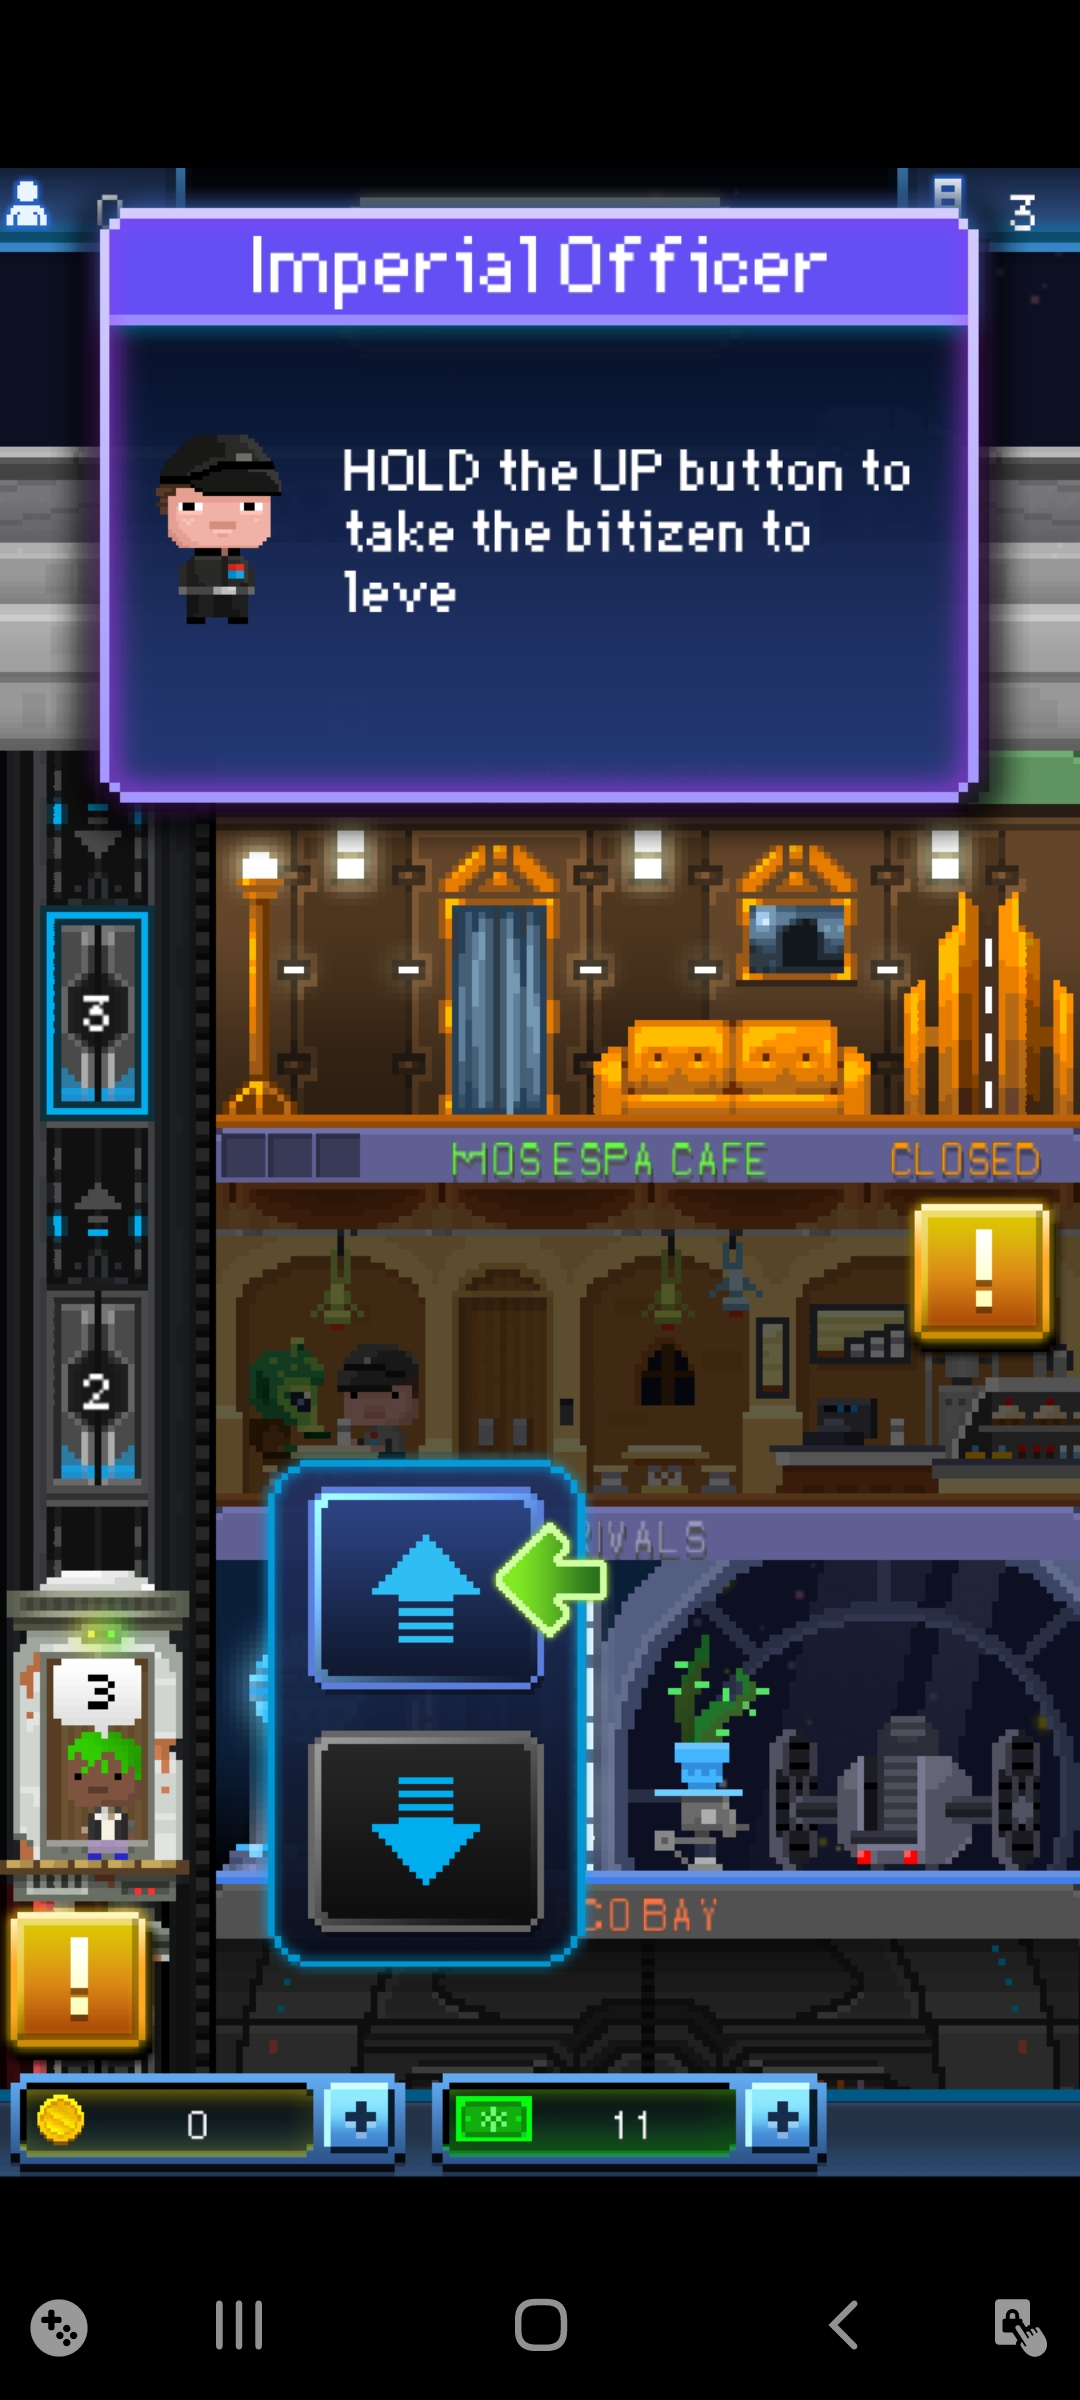 0
3
Imperial Officer
HOLD the UP button to
take the bitizen to
leve
3
MOS ESPA CAFE
CLOSED
!
2
RIVALS
3
CO BAY
!
0
+
11
+